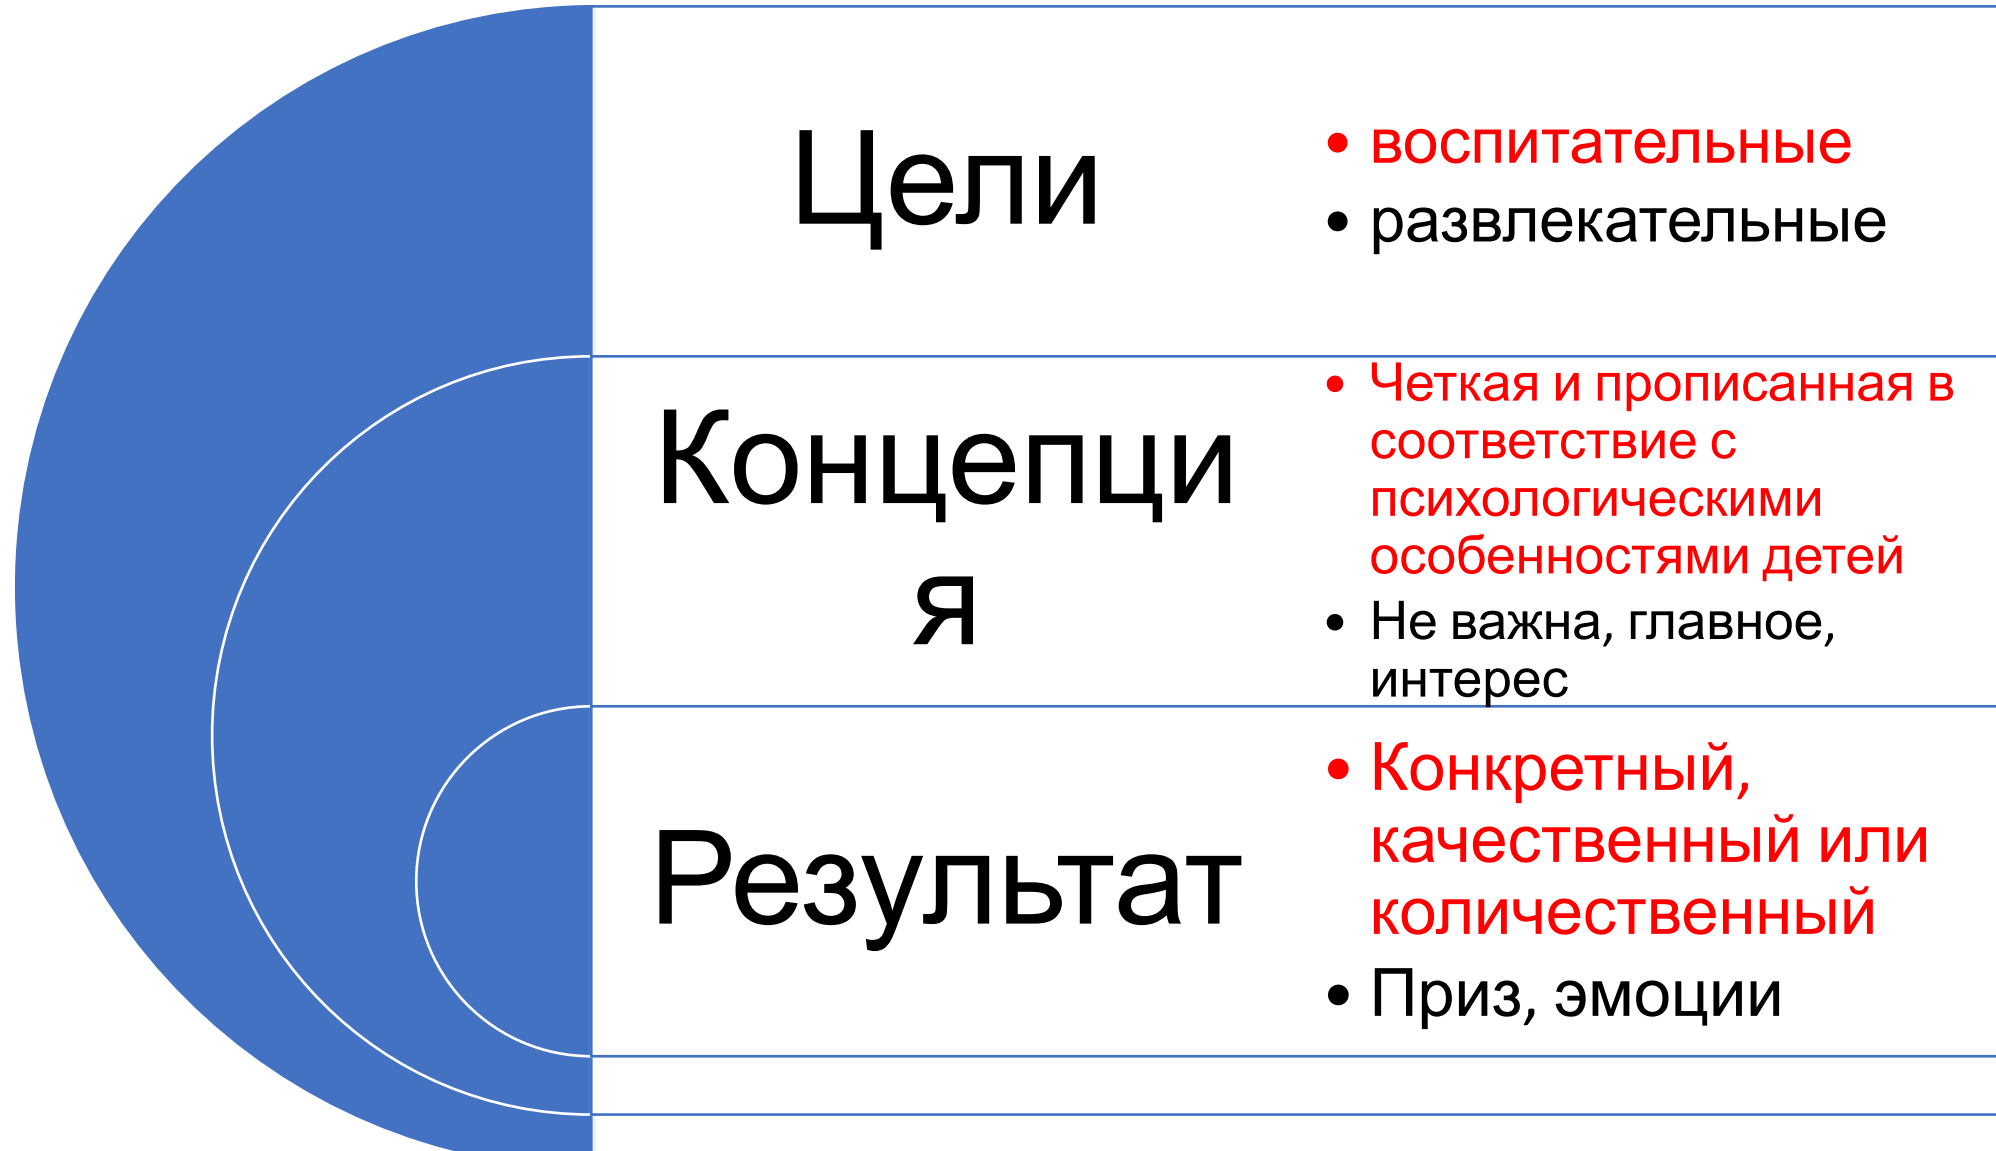 Цели
• воспитательные
• развлекательные
Концепци
я
• Четкая и прописанная в
соответствие с
психологическими
особенностями детей
• Не важна, главное,
интерес
Результат
• Конкретный,
качественный или
количественный
• Приз, эмоции